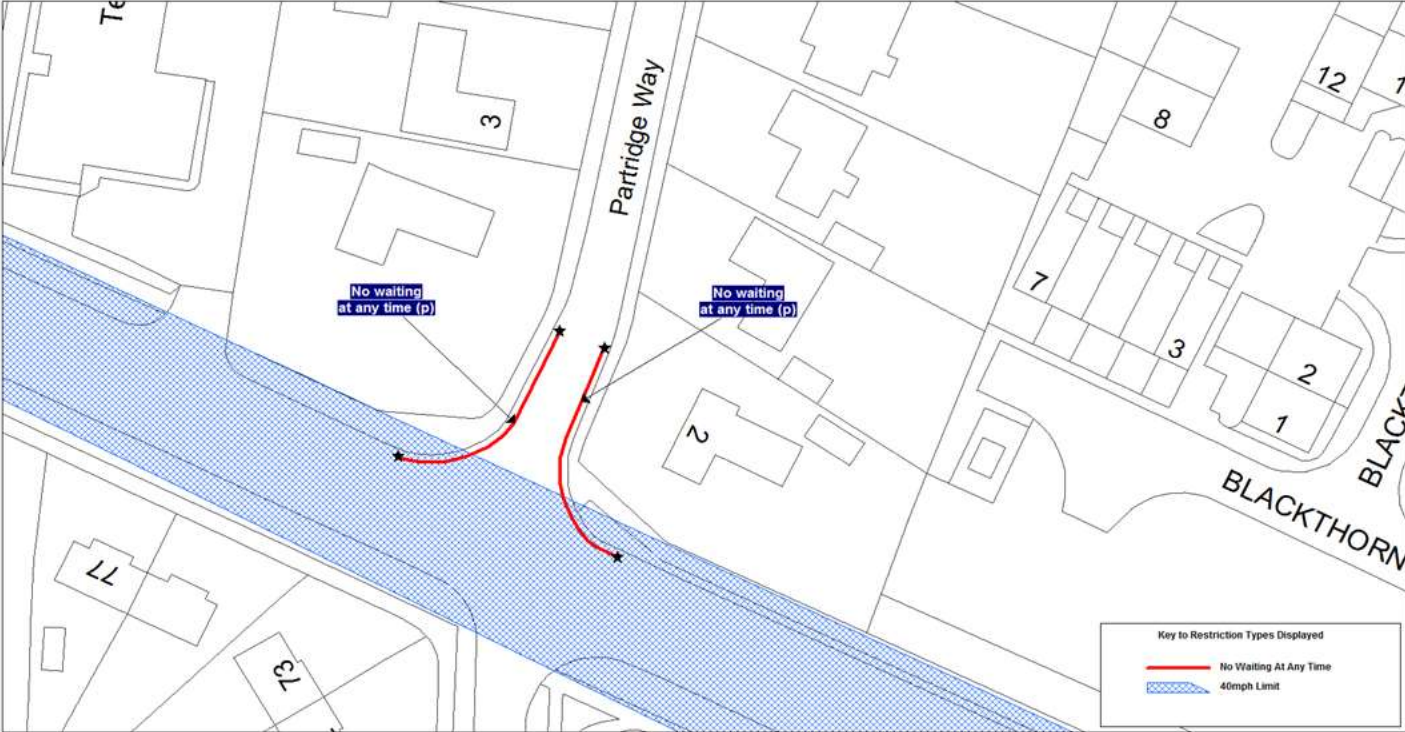 3
Partridge Way
8
12
No waiting
at any time (p)
No waiting
at any time (p)
7
3
2
1
2
BLACKTHORN
77
73
Key to Restriction Types Displayed
No Waiting At Any Time
40mph Limit